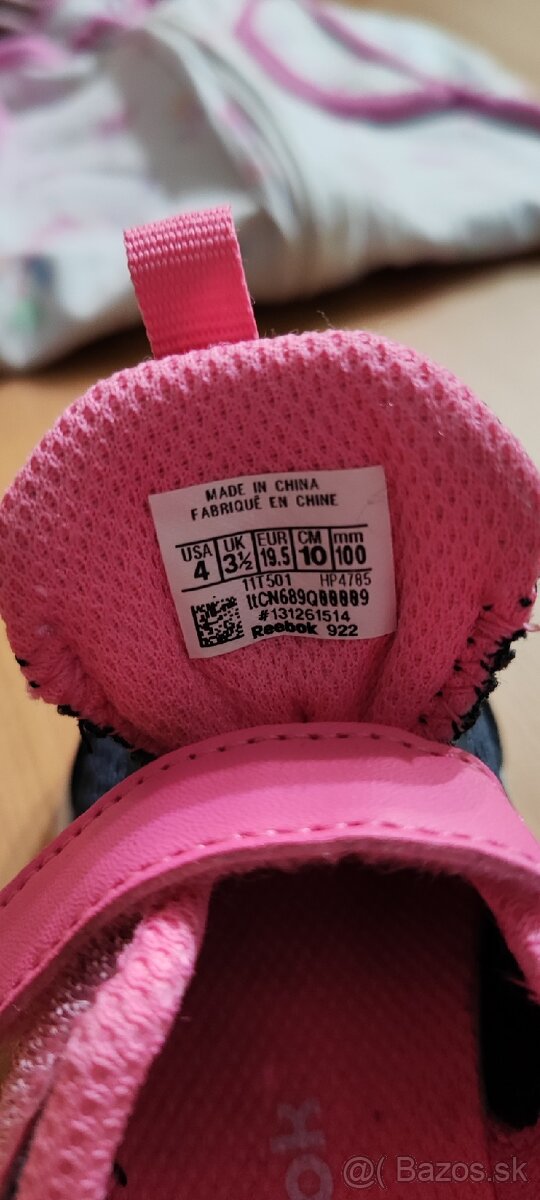 MADE IN CHINA
FABRIQUÉ EN CHINE
USA UK EUR CM mm
4 3½ 19.5 10 100
11T501 HP4785
#131261514
Reebok 922
ok
@( Bazos.sk